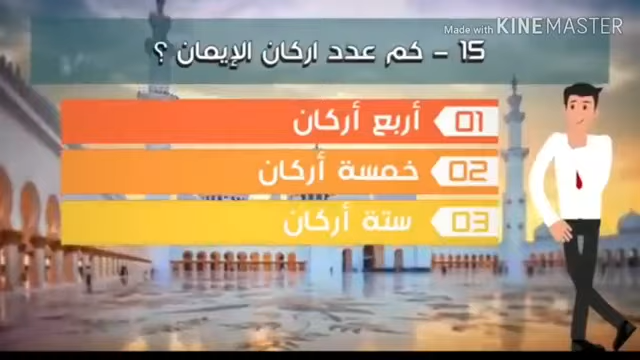 Made with KINEMASTER
15 - كم عدد اركان الإيمان ؟
01 أربع أركان
02 خمسة أركان
03 ستة أركان